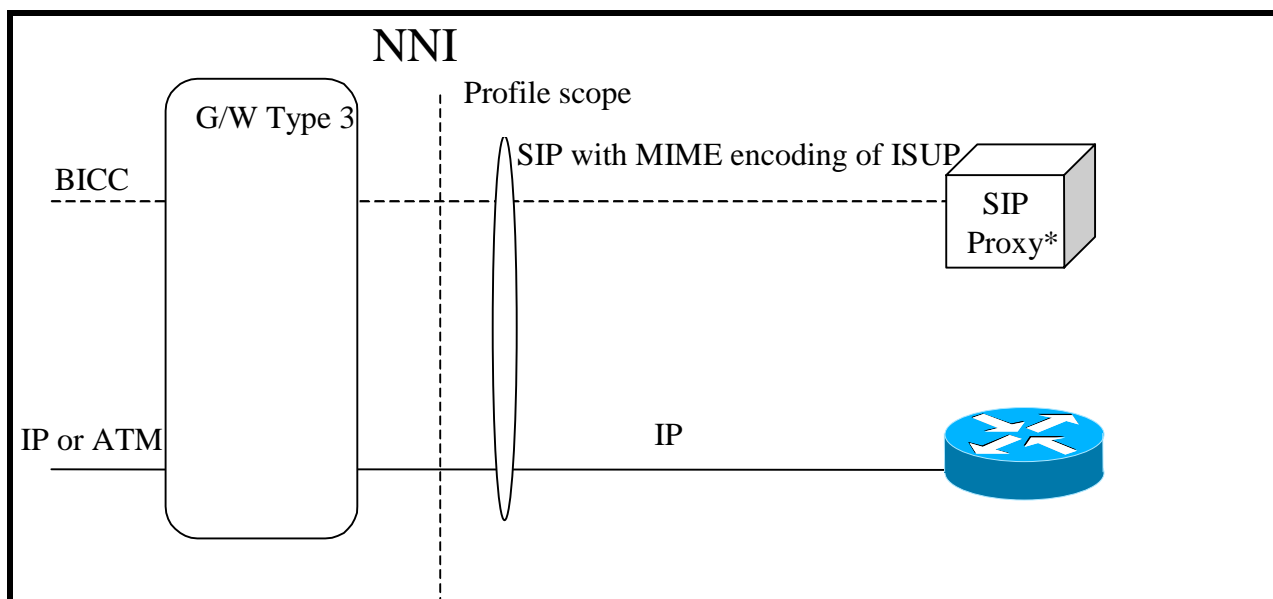 NNI
Profile scope
G/W Type 3
SIP with MIME encoding of ISUP
BICC
SIP
Proxy*
IP or ATM
IP